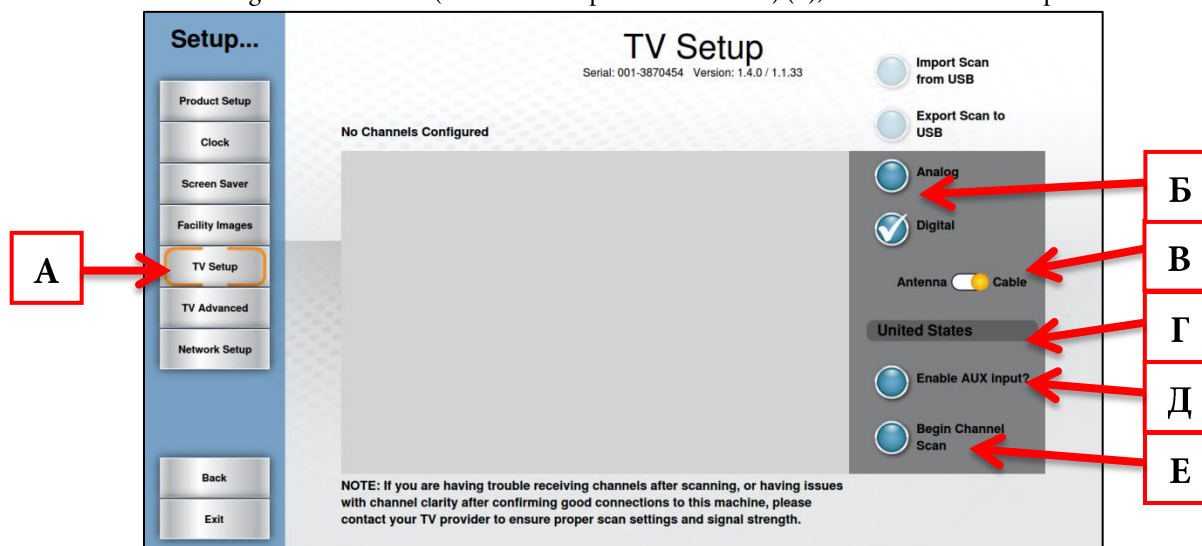 Setup...
TV Setup
Serial: 001-3870454 Version: 1.4.0 / 1.1.33
Import Scan
from USB
Export Scan to
USB
Product Setup
Clock
Screen Saver
Facility Images
TV Setup
TV Advanced
Network Setup
Back
Exit
No Channels Configured
Analog
Digital
Antenna Cable
United States
Enable AUX input?
Begin Channel
Scan
NOTE: If you are having trouble receiving channels after scanning, or having issues
with channel clarity after confirming good connections to this machine, please
contact your TV provider to ensure proper scan settings and signal strength.
А
Б
В
Г
Д
Е